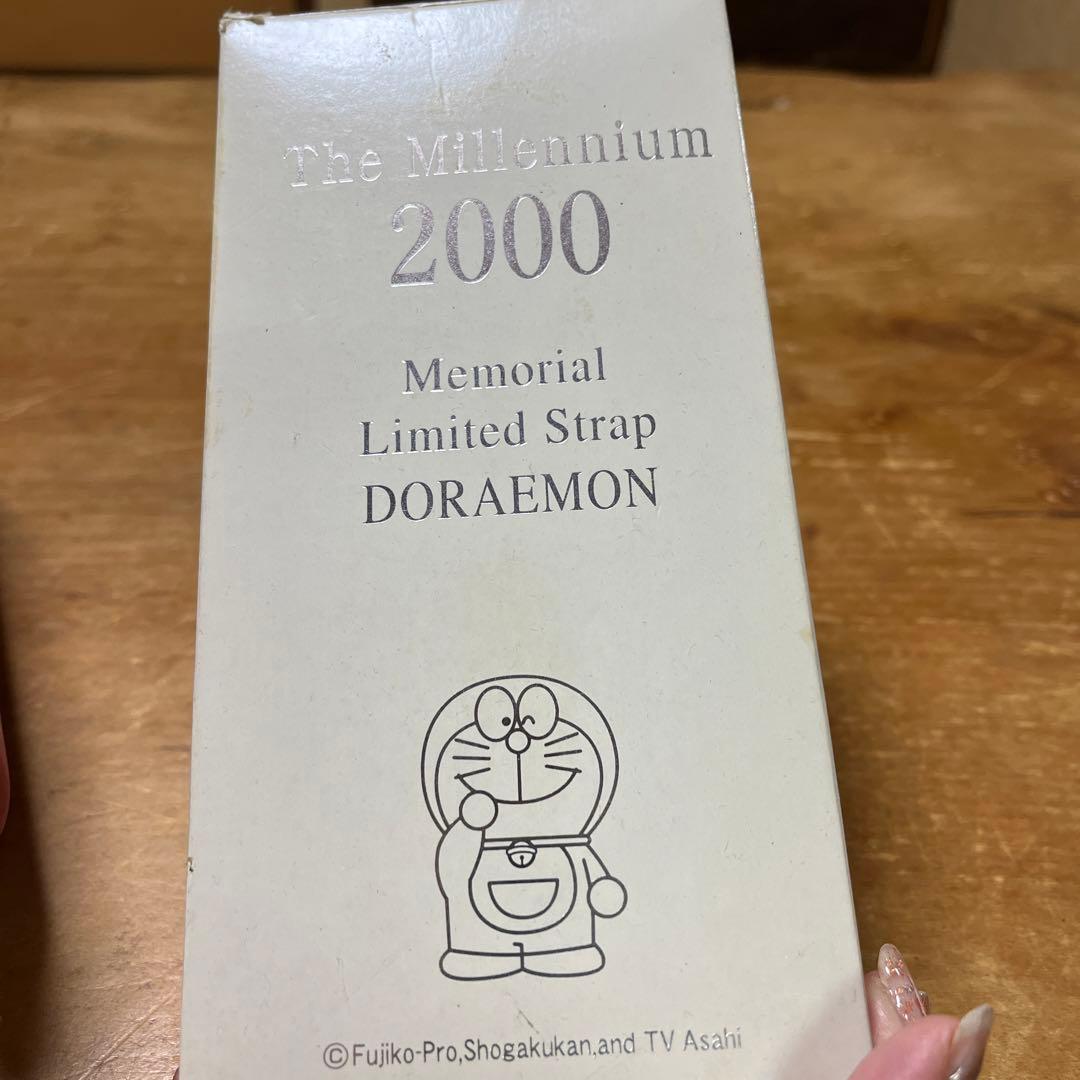 The Millennium
2000
Memorial
Limited Strap
DORAEMON
©Fujiko-Pro,Shogakukan,and TV Asahi